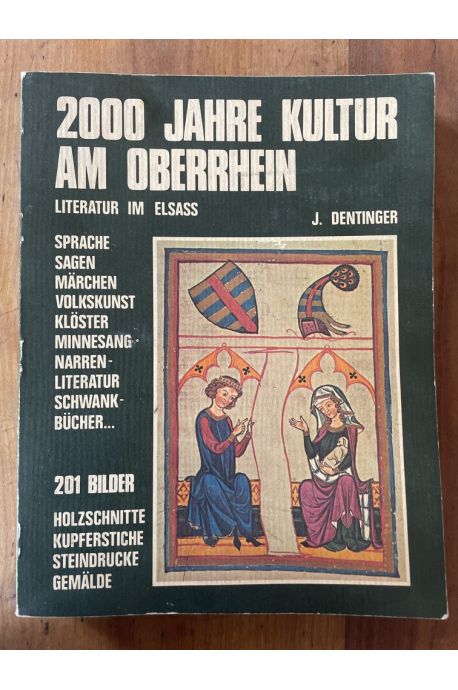 2000 JAHRE KULTUR
AM OBERRHEIN
LITERATUR IM ELSASS
J. DENTINGER
SPRACHE
SAGEN
MÄRCHEN
VOLKSKUNST
KLÖSTER
MINNESANG
NARREN-
LITERATUR
SCHWANK-
BÜCHER...
201 BILDER
HOLZSCHNITTE
KUPFERSTICHE
STEINDRUCKE
GEMÄLDE